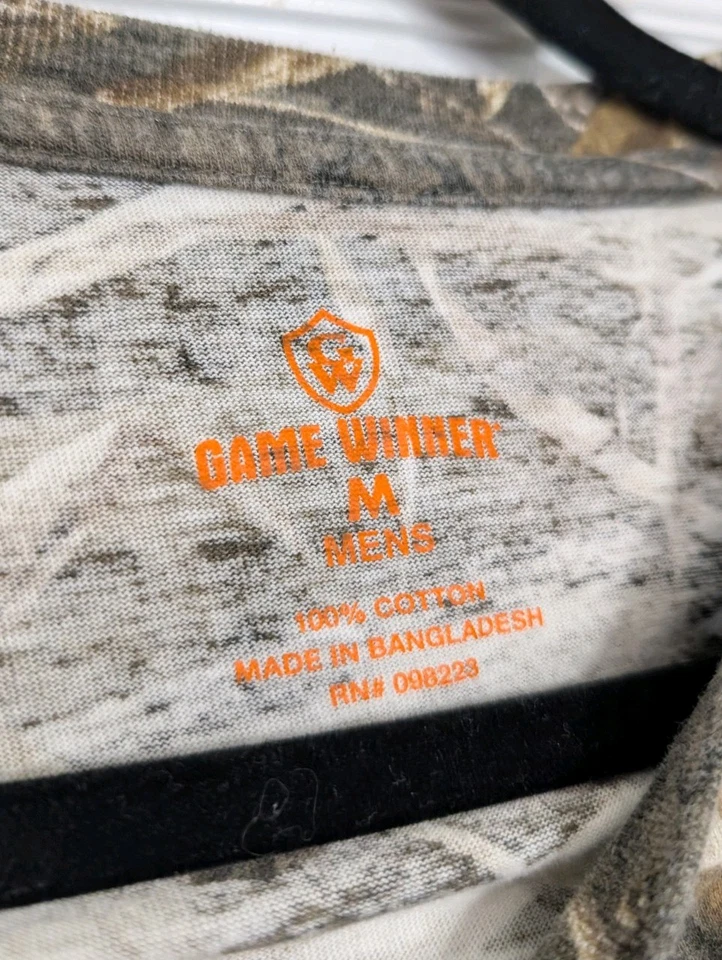 GW
GAME WINNER
M
MENS
100% COTTON
MADE IN BANGLADESH
RN# 098223